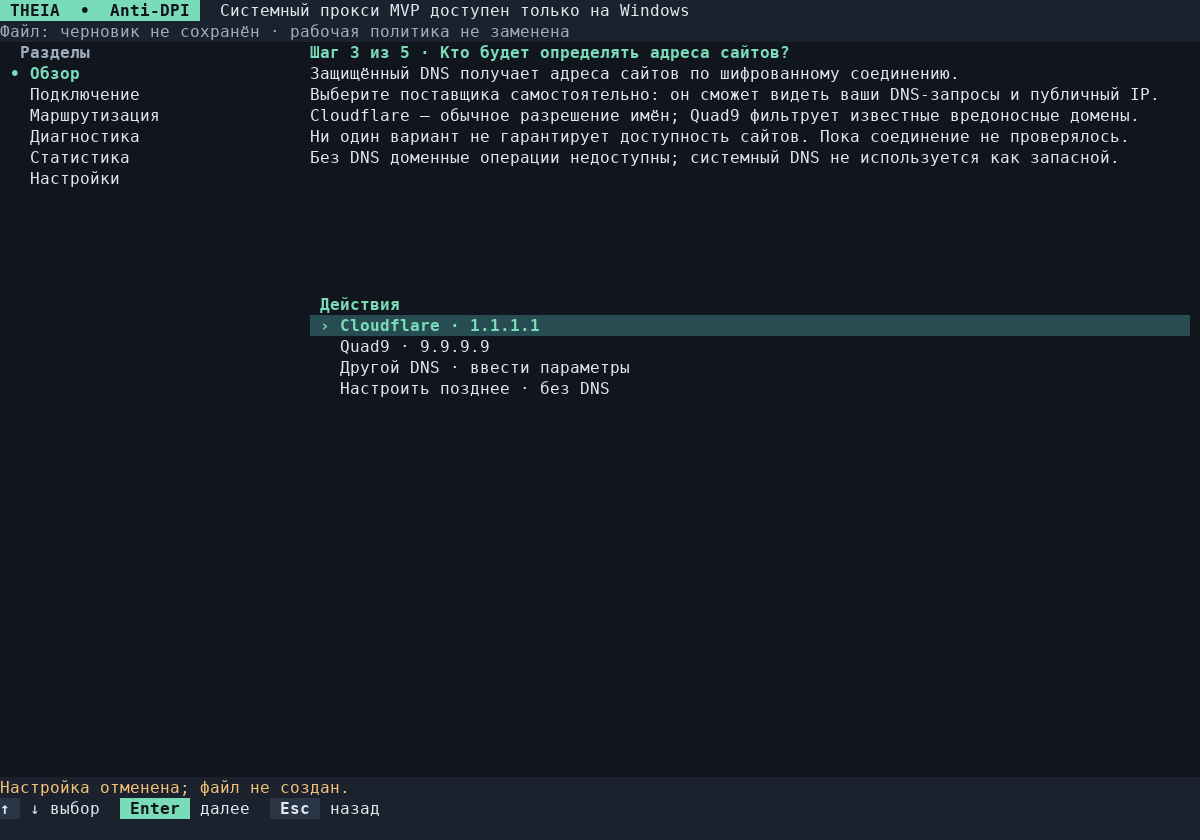 THEIA • Anti-DPI Системный прокси MVP доступен только на Windows
Файл: черновик не сохранён · рабочая политика не заменена
Разделы
• Обзор
Подключение
Маршрутизация
Диагностика
Статистика
Настройки
Шаг 3 из 5 · Кто будет определять адреса сайтов?
Защищённый DNS получает адреса сайтов по шифрованному соединению.
Выберите поставщика самостоятельно: он сможет видеть ваши DNS-запросы и публичный IP.
Cloudflare — обычное разрешение имён; Quad9 фильтрует известные вредоносные домены.
Ни один вариант не гарантирует доступность сайтов. Пока соединение не проверялось.
Без DNS доменные операции недоступны; системный DNS не используется как запасной.
Действия
› Cloudflare · 1.1.1.1
Quad9 · 9.9.9.9
Другой DNS · ввести параметры
Настроить позднее · без DNS
Настройка отменена; файл не создан.
↑ ↓ выбор Enter далее Esc назад